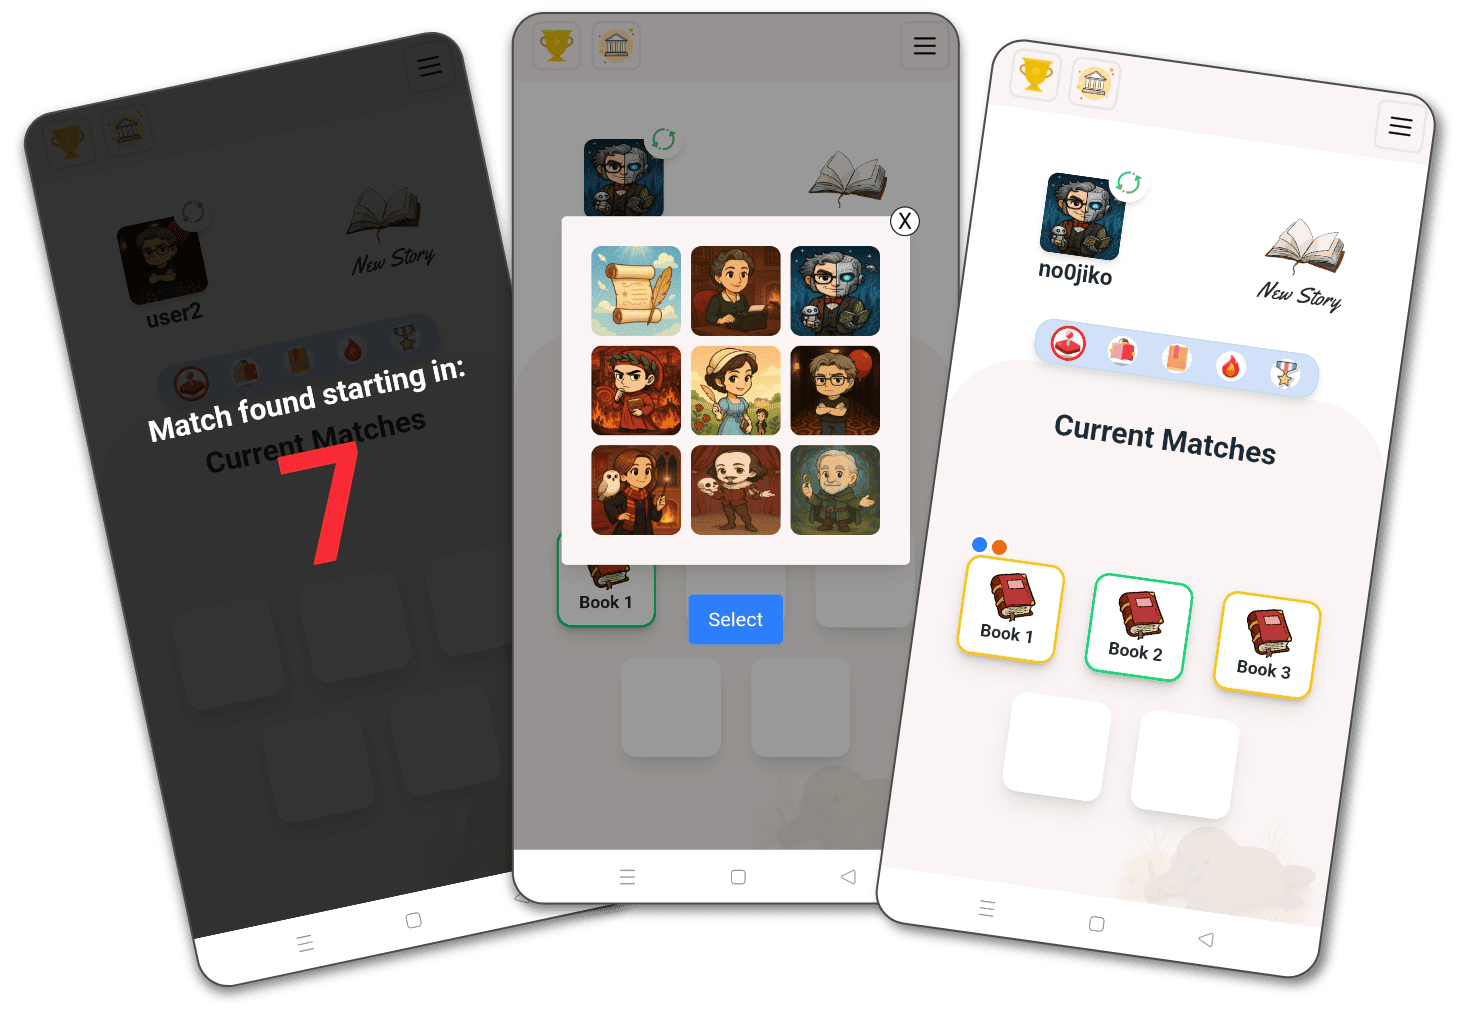 New Story
user2
Match found starting in:
Current Matches
7
X
Book 1
Select
no0jiko
New Story
Current Matches
Book 1
Book 2
Book 3